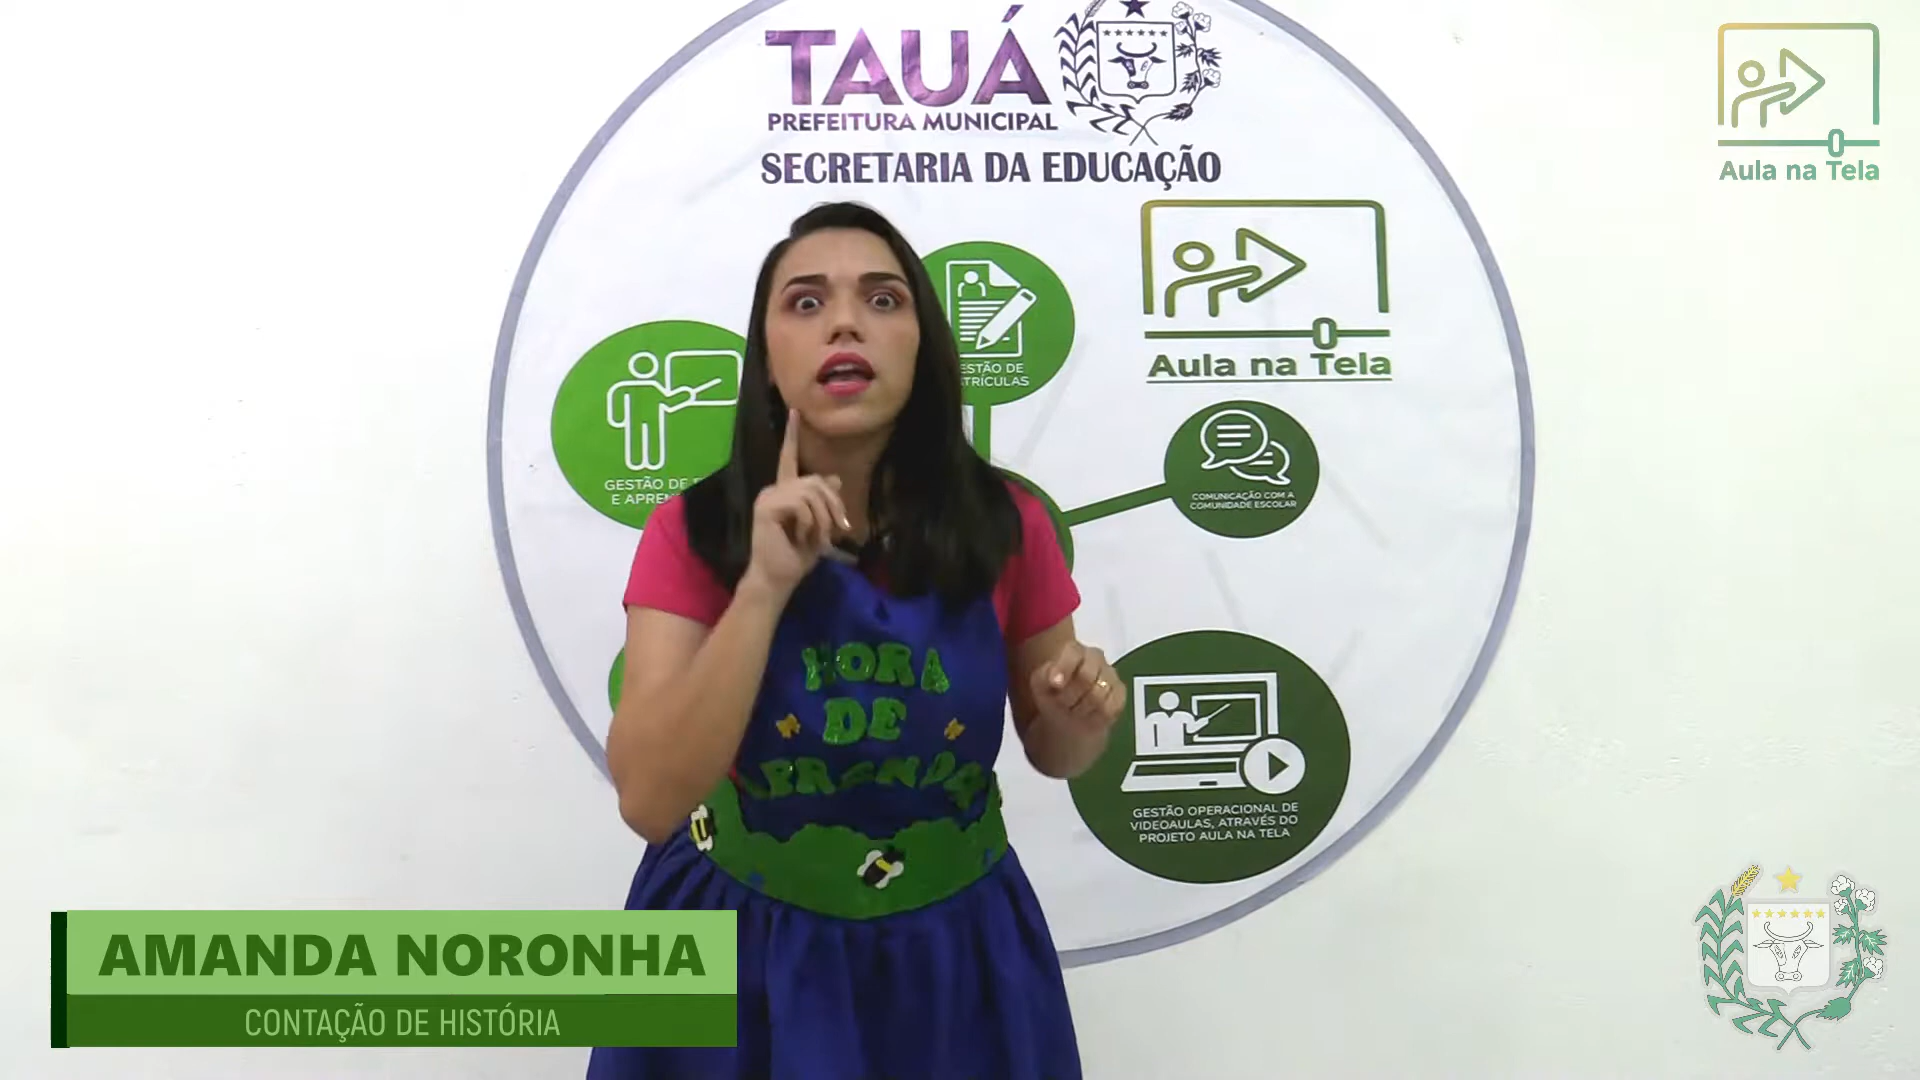 TAUÁ
PREFEITURA MUNICIPAL
SECRETARIA DA EDUCAÇÃO
Aula na Tela
Aula na Tela
ESTÃO DE
TRÍCULAS
GESTÃO DE
E APREN
COMUNICAÇÃO COM A
COMUNIDADE ESCOLAR
HORA
DE
GESTÃO OPERACIONAL DE
VIDEOAULAS, ATRAVÉS DO
PROJETO AULA NA TELA
AMANDA NORONHA
CONTAÇÃO DE HISTÓRIA